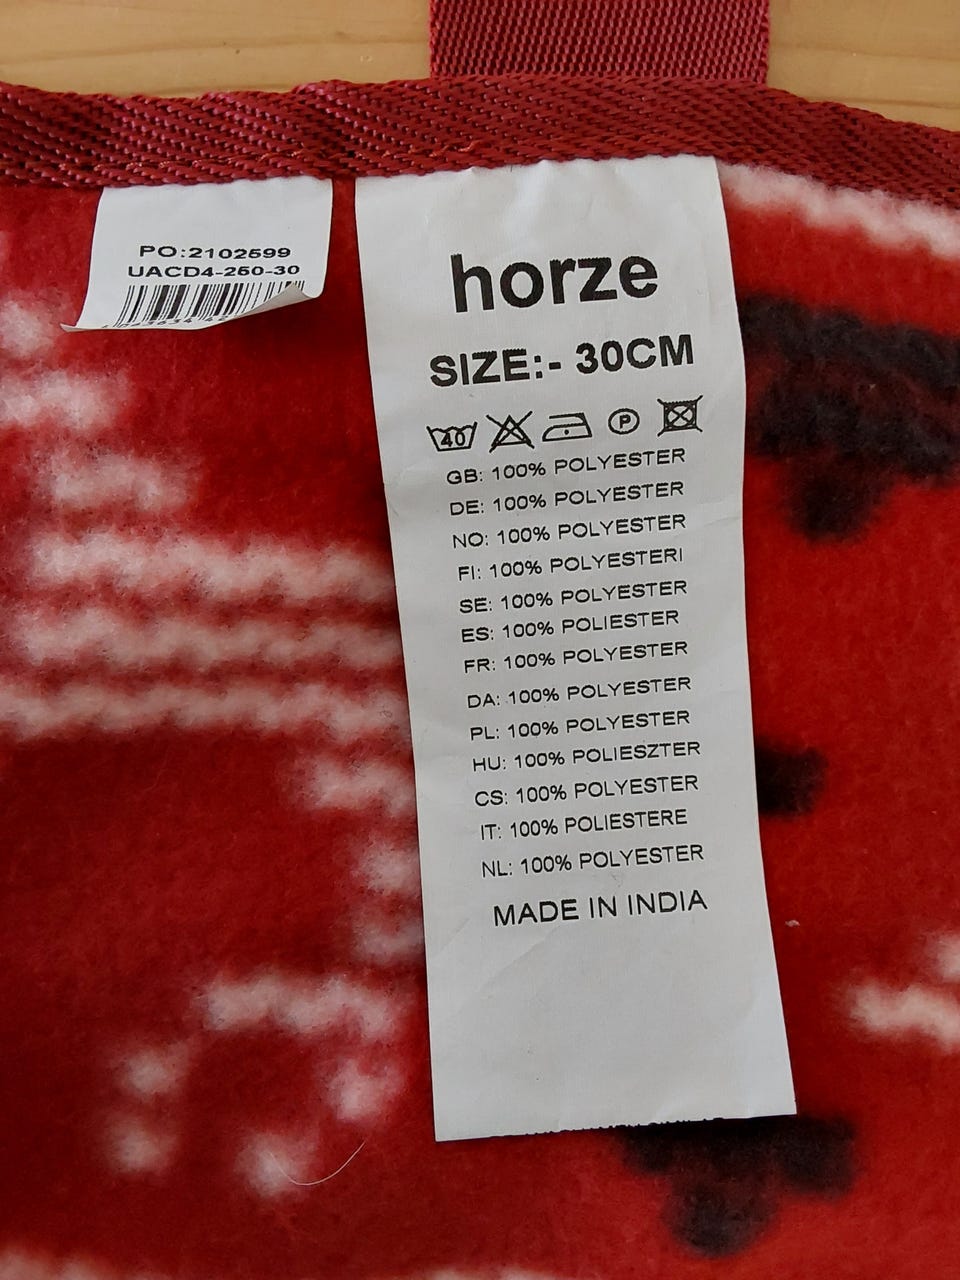 PO:2102599
UACD4-250-30
horze
SIZE:- 30CM
40 P
GB: 100% POLYESTER
DE: 100% POLYESTER
NO: 100% POLYESTER
FI: 100% POLYESTERI
SE: 100% POLYESTER
ES: 100% POLIESTER
FR: 100% POLYESTER
DA: 100% POLYESTER
PL: 100% POLYESTER
HU: 100% POLIESZTER
CS: 100% POLYESTER
IT: 100% POLIESTERE
NL: 100% POLYESTER
MADE IN INDIA